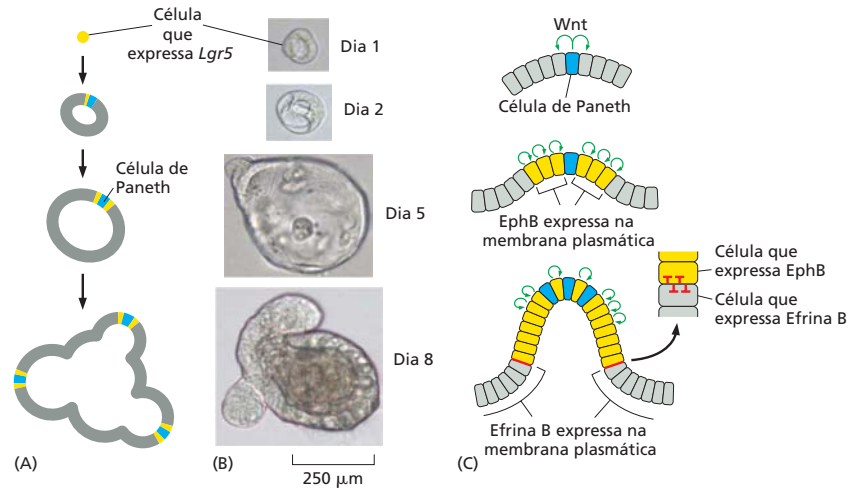 Célula
que
expressa Lgr5
Célula de
Paneth
(A)
Dia 1
Dia 2
Dia 5
Dia 8
(B)
250 µm
Wnt
Célula de Paneth
EphB expressa na
membrana plasmática
Célula que
expressa EphB
Célula que
expressa Efrina B
Efrina B expressa na
membrana plasmática
(C)